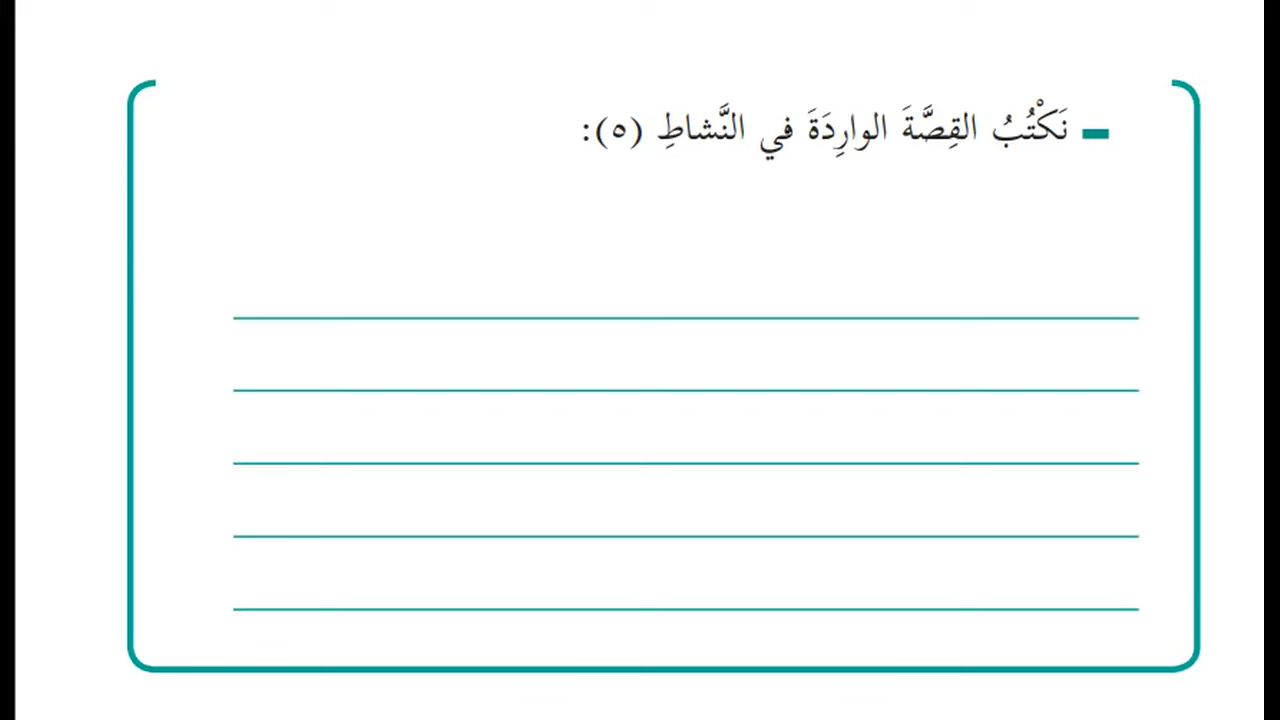 - نَكْتُبُ القِصَّةَ الوارِدَةَ في النَّشاطِ (٥):